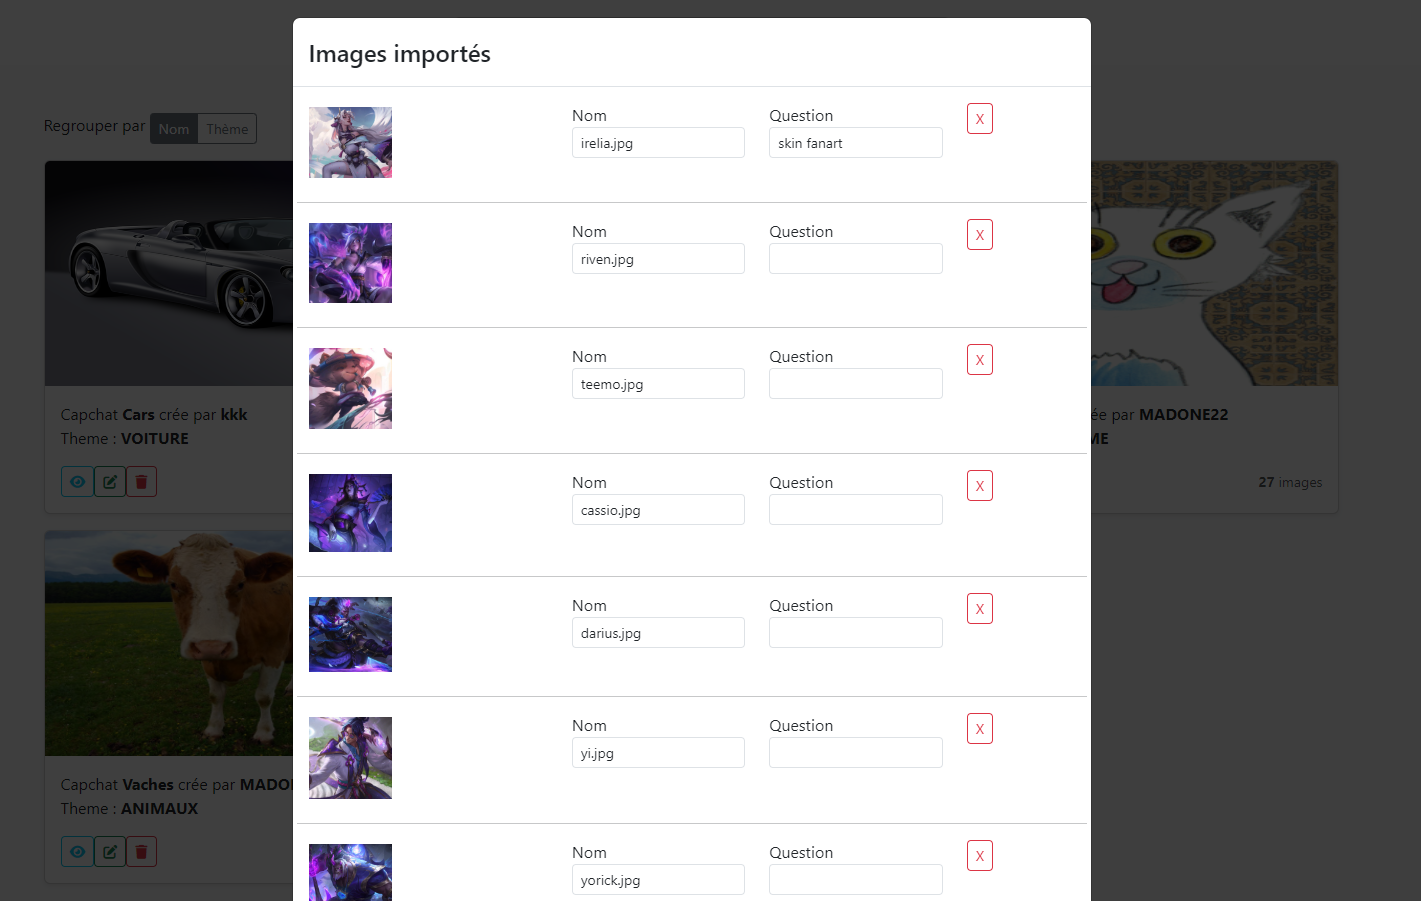 Images importés
Nom
Question
X
irelia.jpg
skin fanart
Nom
Question
X
riven.jpg
Nom
Question
X
teemo.jpg
Nom
Question
X
cassio.jpg
Nom
Question
X
darius.jpg
Nom
Question
X
yi.jpg
Nom
Question
X
yorick.jpg
Regrouper par Nom Thème
Capchat Cars crée par kkk
Theme : VOITURE
ée par MADONE22
ME
27 images
Capchat Vaches crée par MADO
Theme : ANIMAUX